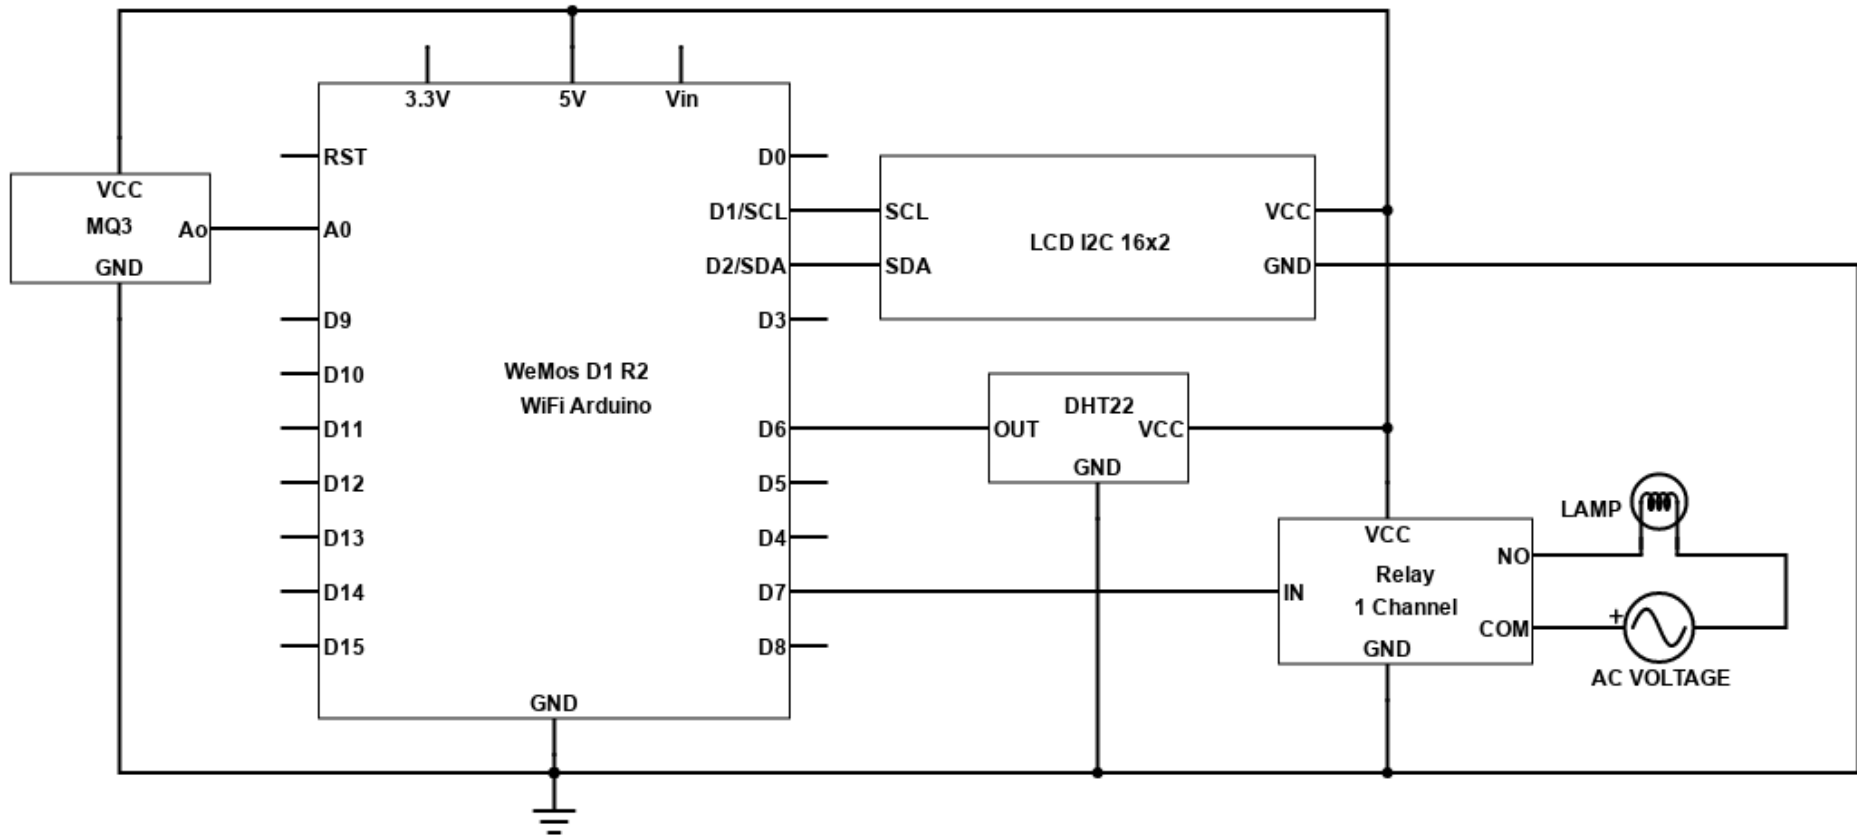 3.3V
5V
Vin
RST
A0
D9
D10
D11
D12
D13
D14
D15
WeMos D1 R2
WiFi Arduino
GND
D0
D1/SCL
D2/SDA
D3
D6
D5
D4
D7
D8
VCC
MQ3
Ao
GND
SCL
SDA
LCD I2C 16x2
VCC
GND
DHT22
OUT
VCC
GND
VCC
Relay
1 Channel
IN
NO
COM
GND
LAMP
+
AC VOLTAGE